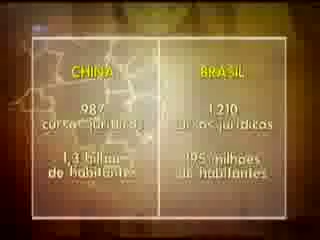 CHINA
987
cursos jurídicos
1,3 bilhão
de habitantes
BRASIL
1.210
cursos jurídicos
195 milhões
de habitantes